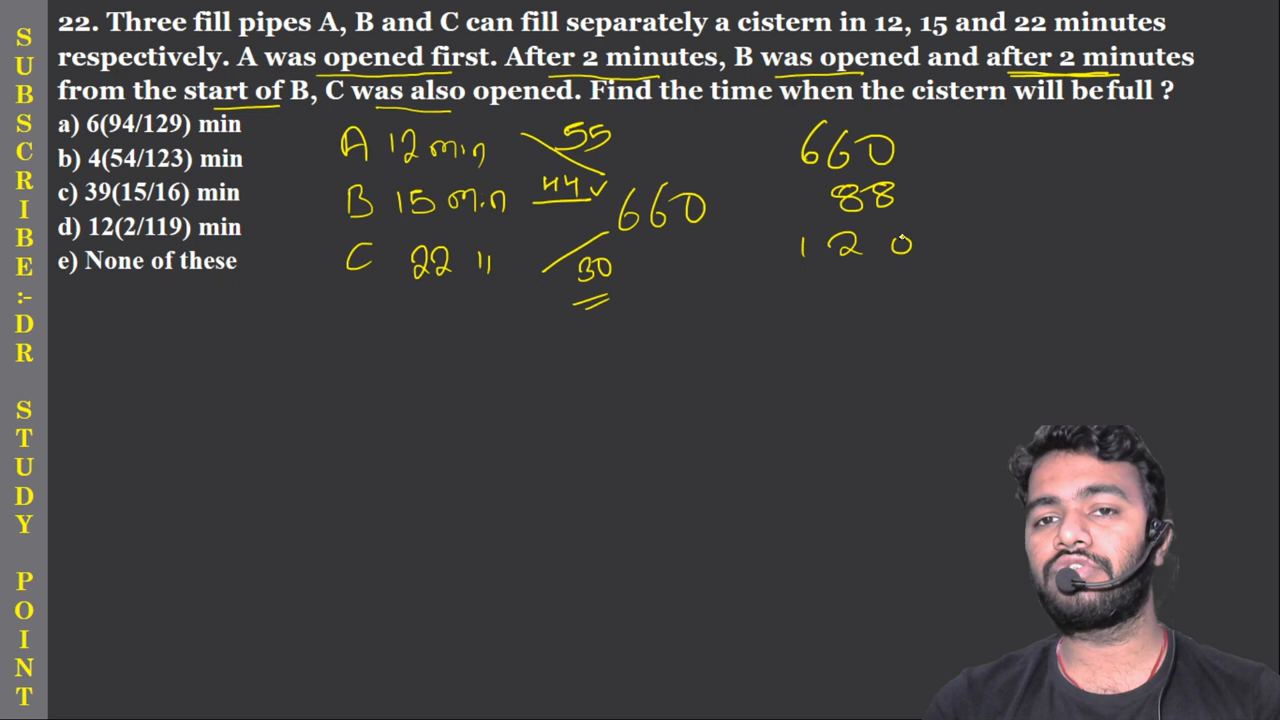 SUBSCRIBE:-DR STUDY POINT
22. Three fill pipes A, B and C can fill separately a cistern in 12, 15 and 22 minutes
respectively. A was opened first. After 2 minutes, B was opened and after 2 minutes
from the start of B, C was also opened. Find the time when the cistern will be full ?
a) 6(94/129) min
b) 4(54/123) min
c) 39(15/16) min
d) 12(2/119) min
e) None of these
A 12 min 55
B 15 min 44 ✓ 660
C 22 11 30
660
88
120